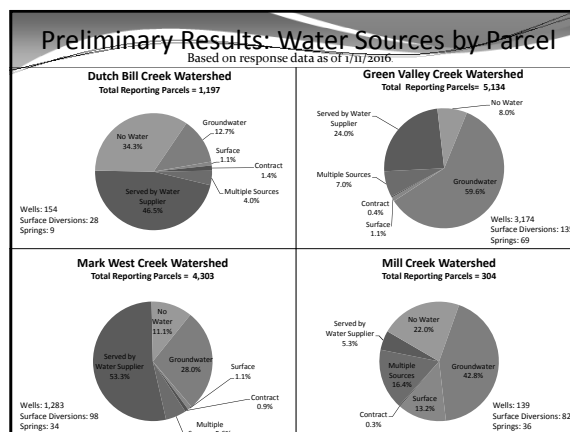 Preliminary Results: Water Sources by Parcel
Based on response data as of 1/11/2016.
Dutch Bill Creek Watershed
Total Reporting Parcels = 1,197
No Water
34.3%
Groundwater
12.7%
Surface
1.1%
Contract
1.4%
Multiple Sources
4.0%
Served by Water
Supplier
46.5%
Wells: 154
Surface Diversions: 28
Springs: 9
Green Valley Creek Watershed
Total Reporting Parcels= 5,134
No Water
8.0%
Served by Water
Supplier
24.0%
Multiple Sources
7.0%
Contract
0.4%
Surface
1.1%
Groundwater
59.6%
Wells: 3,174
Surface Diversions: 135
Springs: 69
Mark West Creek Watershed
Total Reporting Parcels = 4,303
No
Water
11.1%
Groundwater
28.0%
Surface
1.1%
Contract
0.9%
Multiple
Served by
Water Supplier
53.3%
Wells: 1,283
Surface Diversions: 98
Springs: 34
Mill Creek Watershed
Total Reporting Parcels = 304
No Water
22.0%
Served by Water
Supplier
5.3%
Multiple
Sources
16.4%
Groundwater
42.8%
Surface
13.2%
Contract
0.3%
Wells: 139
Surface Diversions: 82
Springs: 36